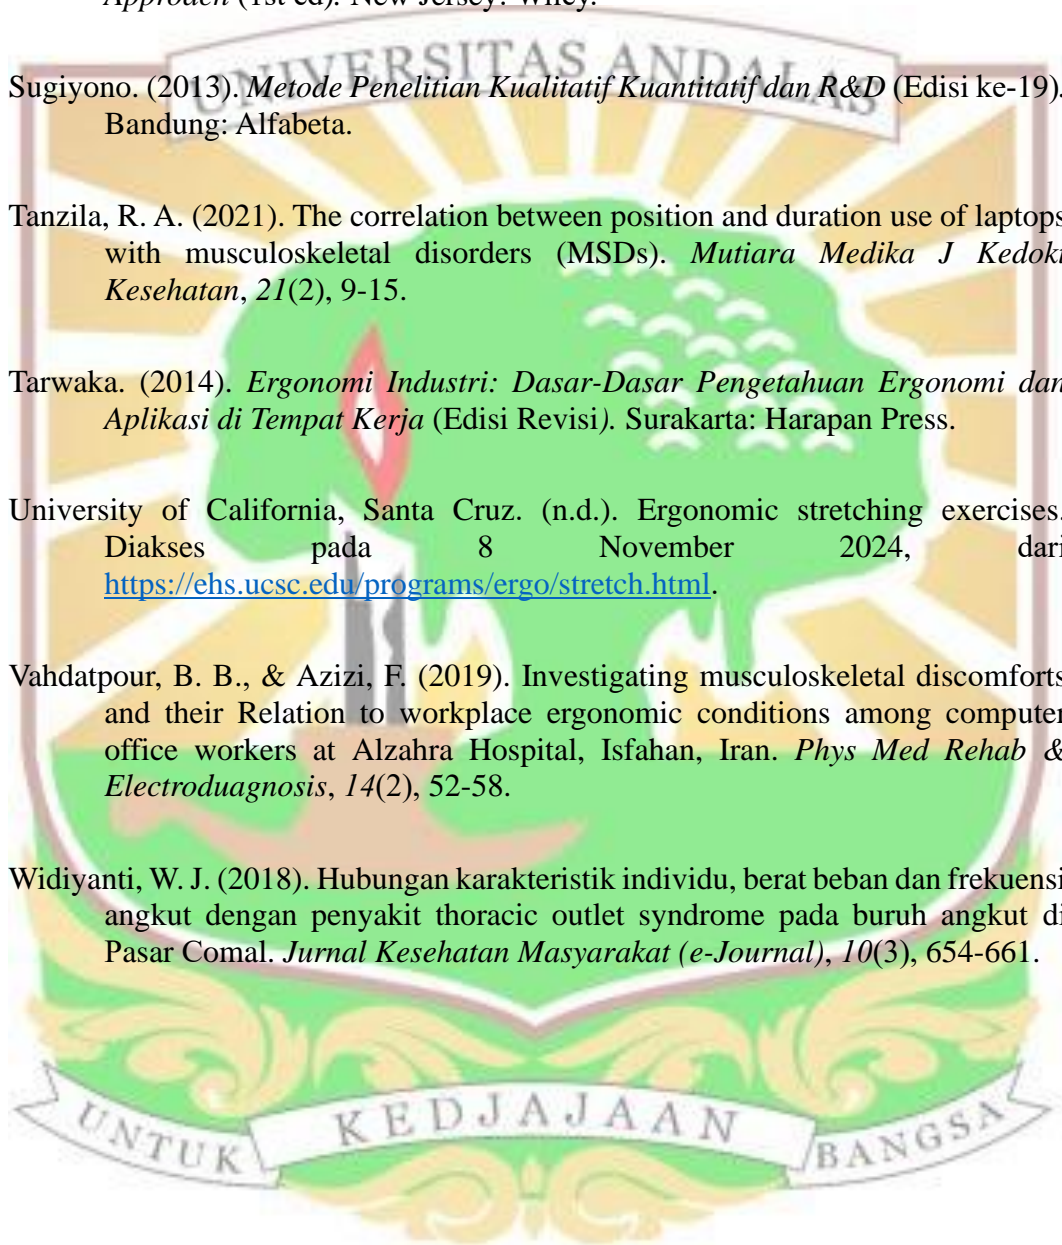 Approach (1st ed). New Jersey: Wiley.
UNIVERSITAS ANDALAS
Sugiyono. (2013). Metode Penelitian Kualitatif Kuantitatif dan R&D (Edisi ke-19).
Bandung: Alfabeta.
Tanzila, R. A. (2021). The correlation between position and duration use of laptops
with musculoskeletal disorders (MSDs). Mutiara Medika J Kedokt
Kesehatan, 21(2), 9-15.
Tarwaka. (2014). Ergonomi Industri: Dasar-Dasar Pengetahuan Ergonomi dan
Aplikasi di Tempat Kerja (Edisi Revisi). Surakarta: Harapan Press.
University of California, Santa Cruz. (n.d.). Ergonomic stretching exercises.
Diakses pada 8 November 2024, dari
https://ehs.ucsc.edu/programs/ergo/stretch.html.
Vahdatpour, B. B., & Azizi, F. (2019). Investigating musculoskeletal discomforts
and their Relation to workplace ergonomic conditions among computer
office workers at Alzahra Hospital, Isfahan, Iran. Phys Med Rehab &
Electroduagnosis, 14(2), 52-58.
Widiyanti, W. J. (2018). Hubungan karakteristik individu, berat beban dan frekuensi
angkut dengan penyakit thoracic outlet syndrome pada buruh angkut di
Pasar Comal. Jurnal Kesehatan Masyarakat (e-Journal), 10(3), 654-661.
UNTUK KEDJAJAAN BANGSA